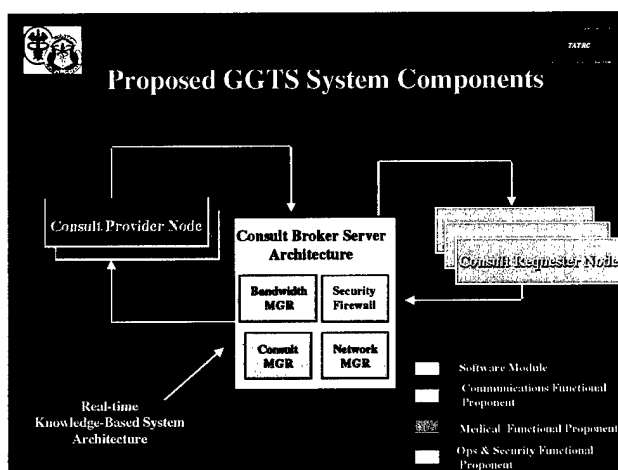 TATRC
Proposed GGTS System Components
Consult Provider Node
Consult Broker Server
Architecture
Consult Requester Node
Bandwidth
MGR
Security
Firewall
Consult
MGR
Network
MGR
Real-time
Knowledge-Based System
Architecture
Software Module
Communications Functional
Proponent
Medical Functional Proponent
Ops & Security Functional
Proponent